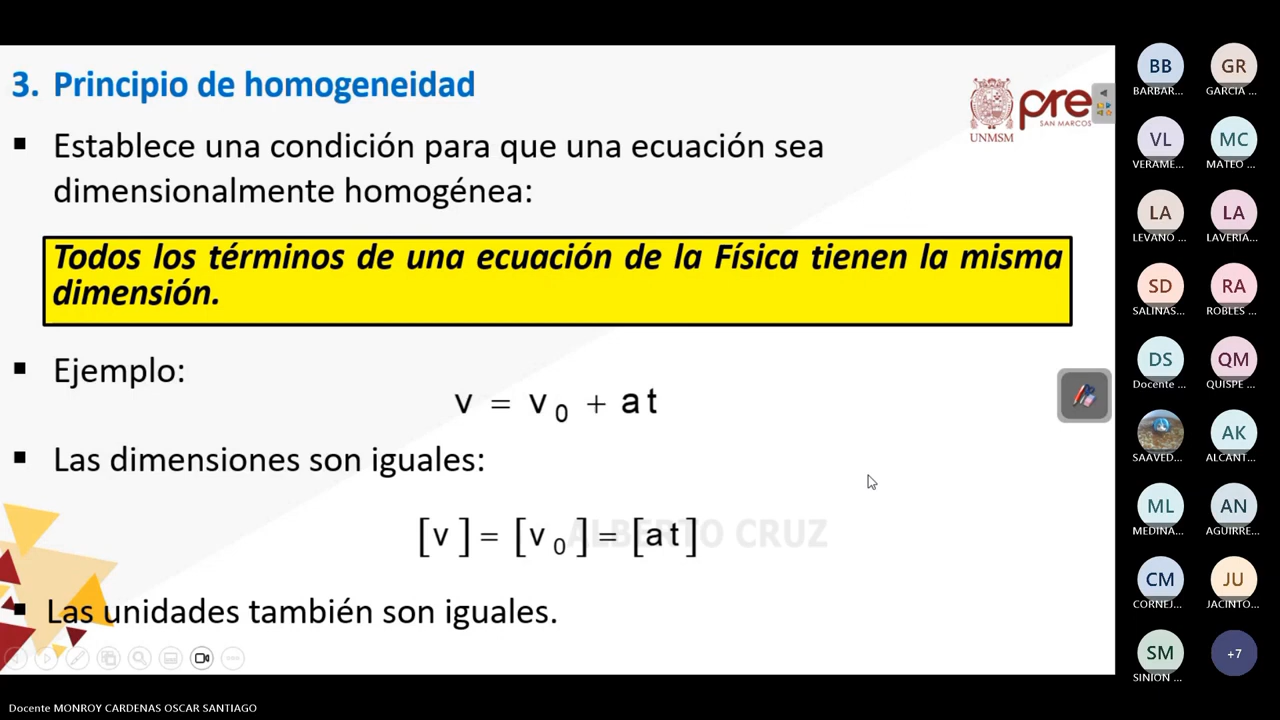 3. Principio de homogeneidad
UNMSM
pre
SAN MARCOS
▪ Establece una condición para que una ecuación sea
dimensionalmente homogénea:
Todos los términos de una ecuación de la Física tienen la misma
dimensión.
▪ Ejemplo:
v = v₀ + at
▪ Las dimensiones son iguales:
ALBERTO CRUZ
[v] = [v₀] = [at]
▪ Las unidades también son iguales.
BB
BARBAR...
GR
GARCIA ...
VL
VERAME...
MC
MATEO ...
LA
LEVANO ...
LA
LAVERIA...
SD
SALINAS...
RA
ROBLES ...
DS
Docente ...
QM
QUISPE ...
SAAVED...
AK
ALCANT...
ML
MEDINA...
AN
AGUIRRE...
CM
CORNEJ...
JU
JACINTO...
SM
SINION ...
+7
Docente MONROY CARDENAS OSCAR SANTIAGO